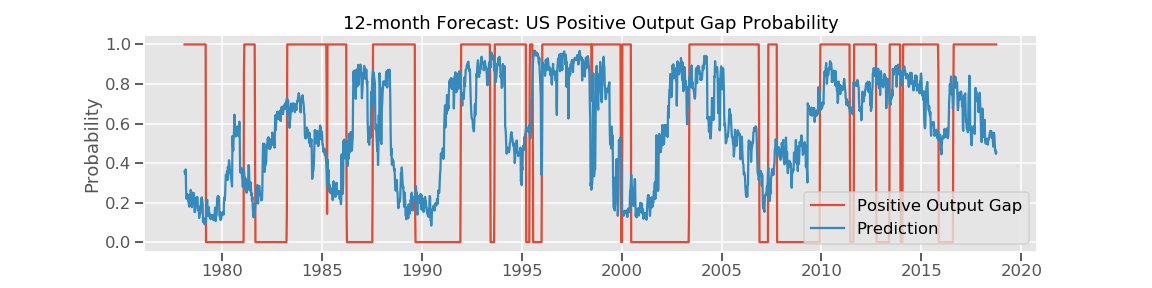 12-month Forecast: US Positive Output Gap Probability
Probability
1.0
0.8
0.6
0.4
0.2
0.0
Positive Output Gap
Prediction
1980 1985 1990 1995 2000 2005 2010 2015 2020